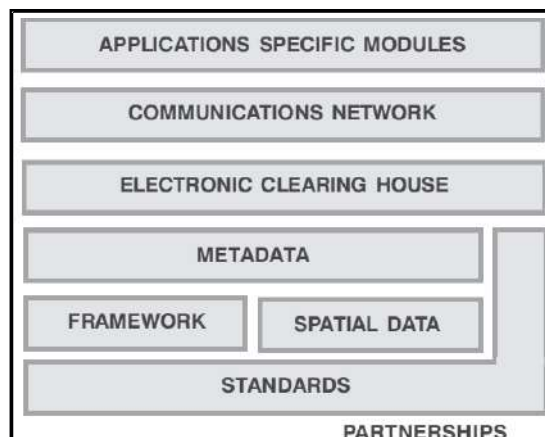 APPLICATIONS SPECIFIC MODULES
COMMUNICATIONS NETWORK
ELECTRONIC CLEARING HOUSE
METADATA
FRAMEWORK SPATIAL DATA
STANDARDS
PARTNERSHIPS